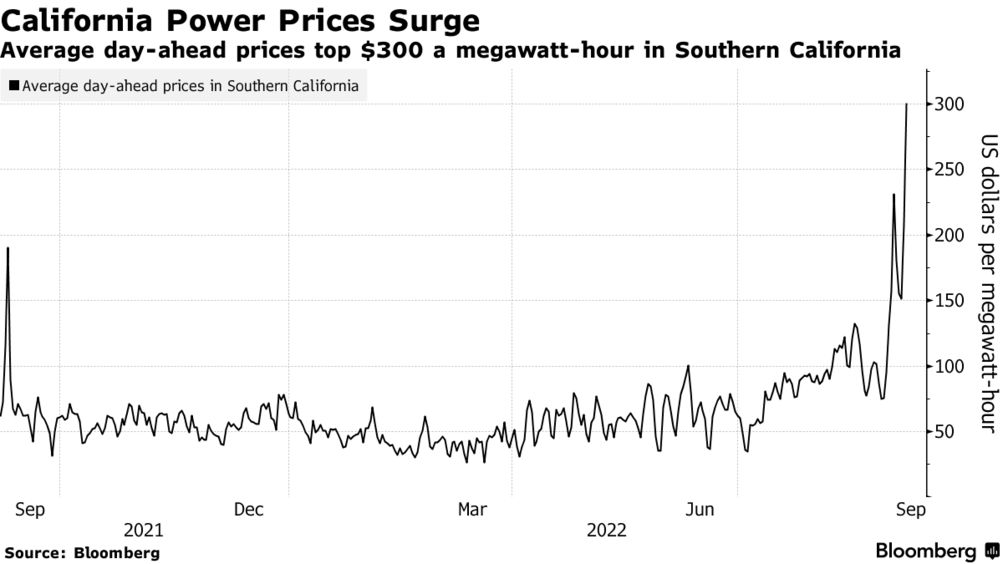 California Power Prices Surge
Average day-ahead prices top $300 a megawatt-hour in Southern California
Average day-ahead prices in Southern California
300
250
200
150
100
50
US dollars per megawatt-hour
Sep Dec Mar Jun Sep
2021 2022
Source: Bloomberg
Bloomberg